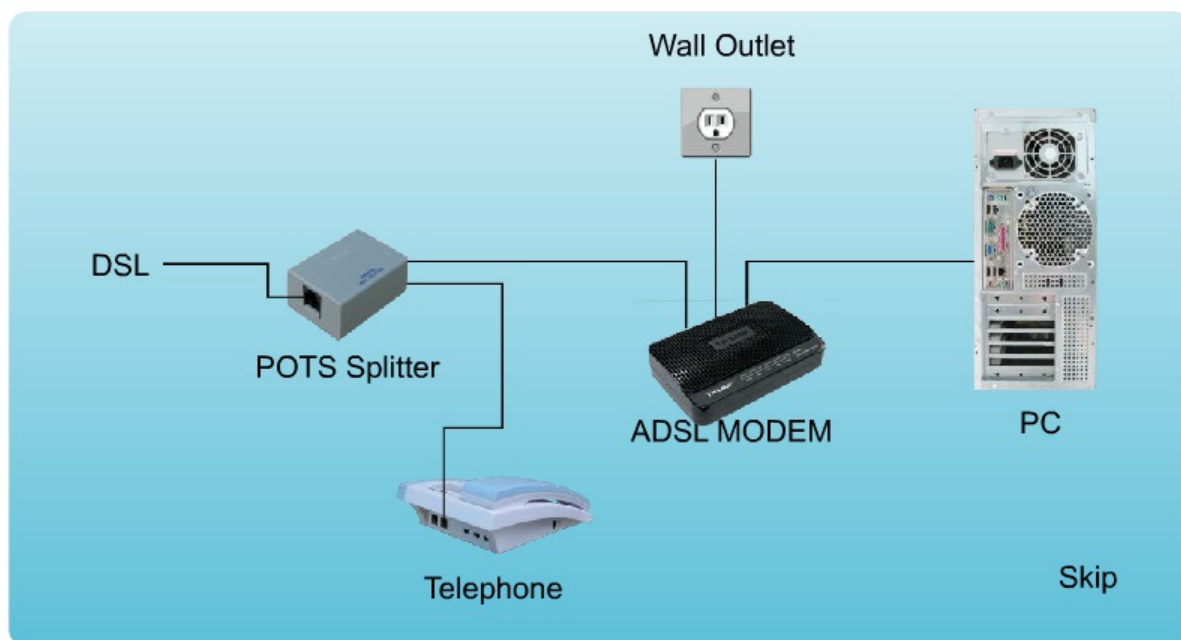 Wall Outlet
DSL
POTS Splitter
ADSL MODEM
PC
Telephone
Skip